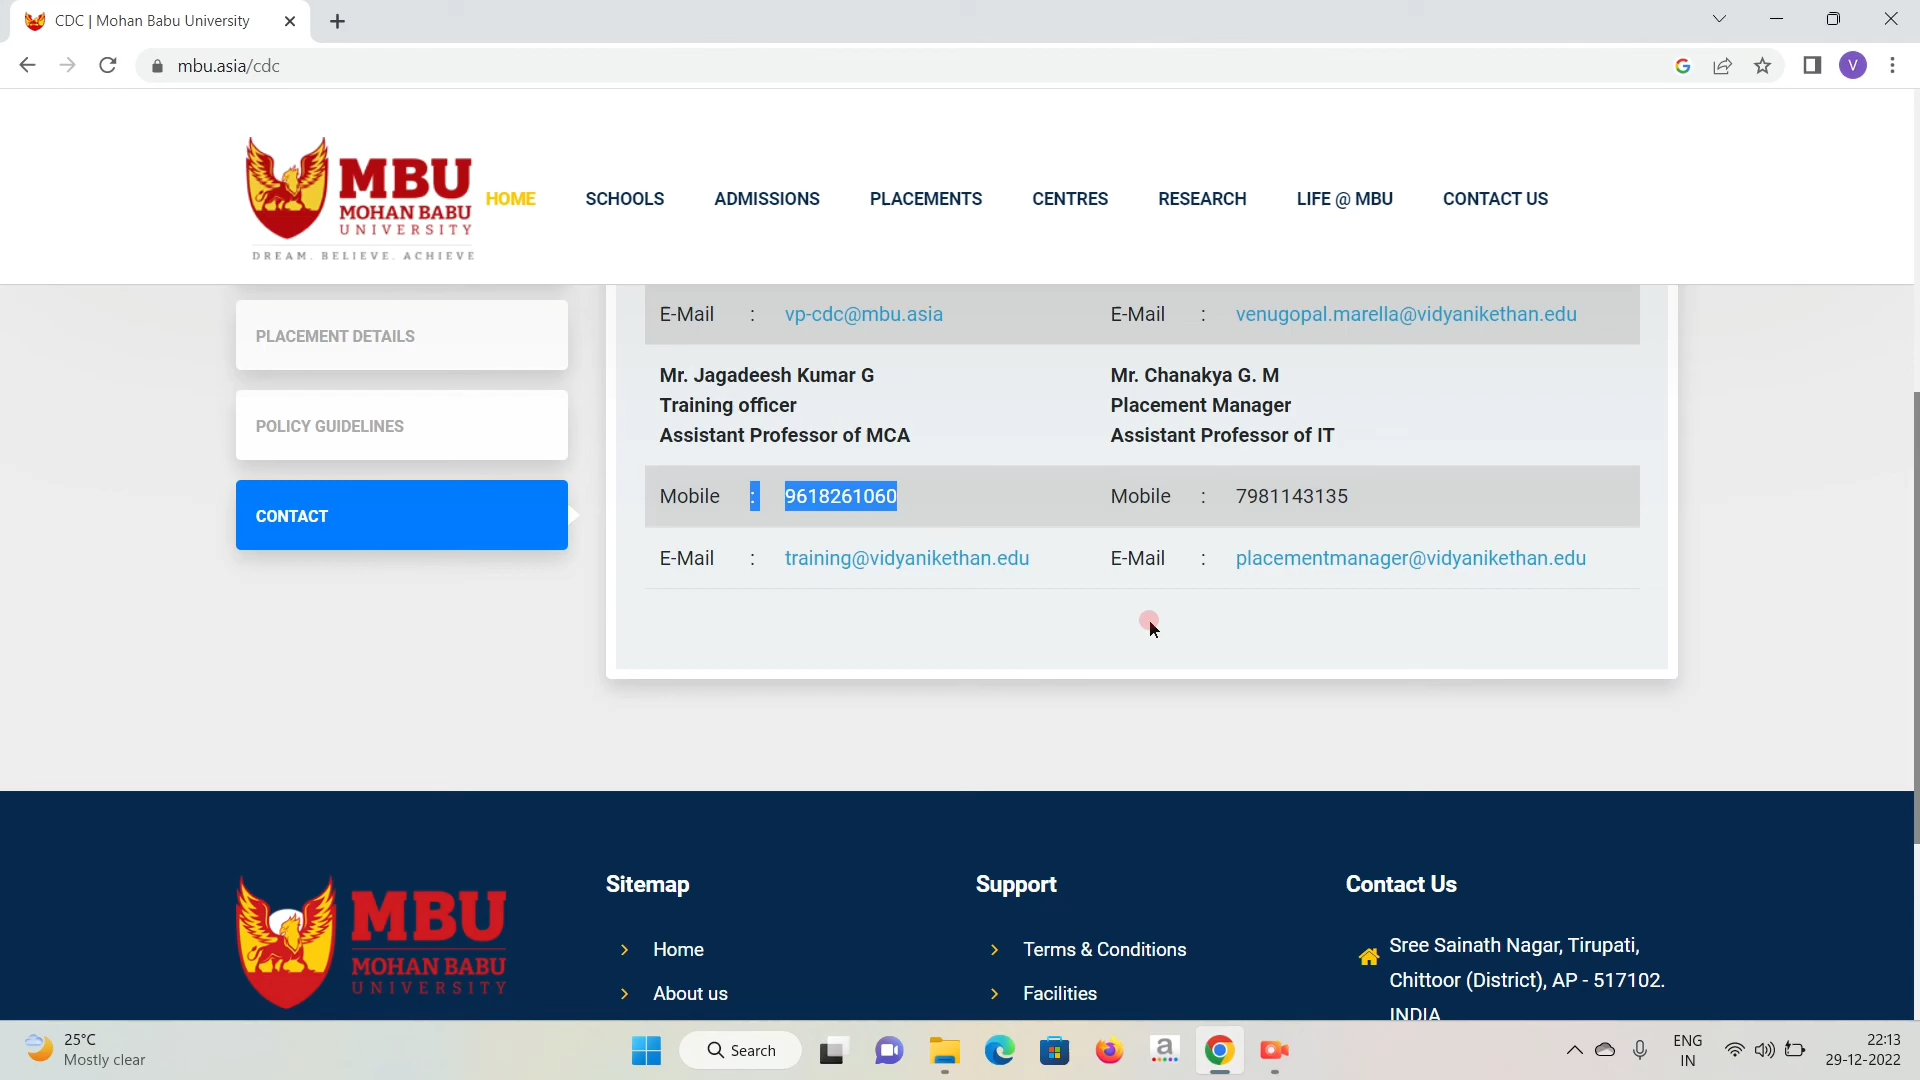 CDC | Mohan Babu University
mbu.asia/cdc
V
MBU
MOHAN BABU
UNIVERSITY
DREAM. BELIEVE. ACHIEVE
HOME SCHOOLS ADMISSIONS PLACEMENTS CENTRES RESEARCH LIFE @ MBU CONTACT US
PLACEMENT DETAILS
POLICY GUIDELINES
CONTACT
E-Mail : vp-cdc@mbu.asia E-Mail : venugopal.marella@vidyanikethan.edu
Mr. Jagadeesh Kumar G Mr. Chanakya G. M
Training officer Placement Manager
Assistant Professor of MCA Assistant Professor of IT
Mobile : 9618261060 Mobile : 7981143135
E-Mail : training@vidyanikethan.edu E-Mail : placementmanager@vidyanikethan.edu
MBU
MOHAN BABU
UNIVERSITY
Sitemap
Home
About us
Support
Terms & Conditions
Facilities
Contact Us
Sree Sainath Nagar, Tirupati,
Chittoor (District), AP - 517102.
INDIA
25°C
Mostly clear
Search
a
ENG
IN
22:13
29-12-2022